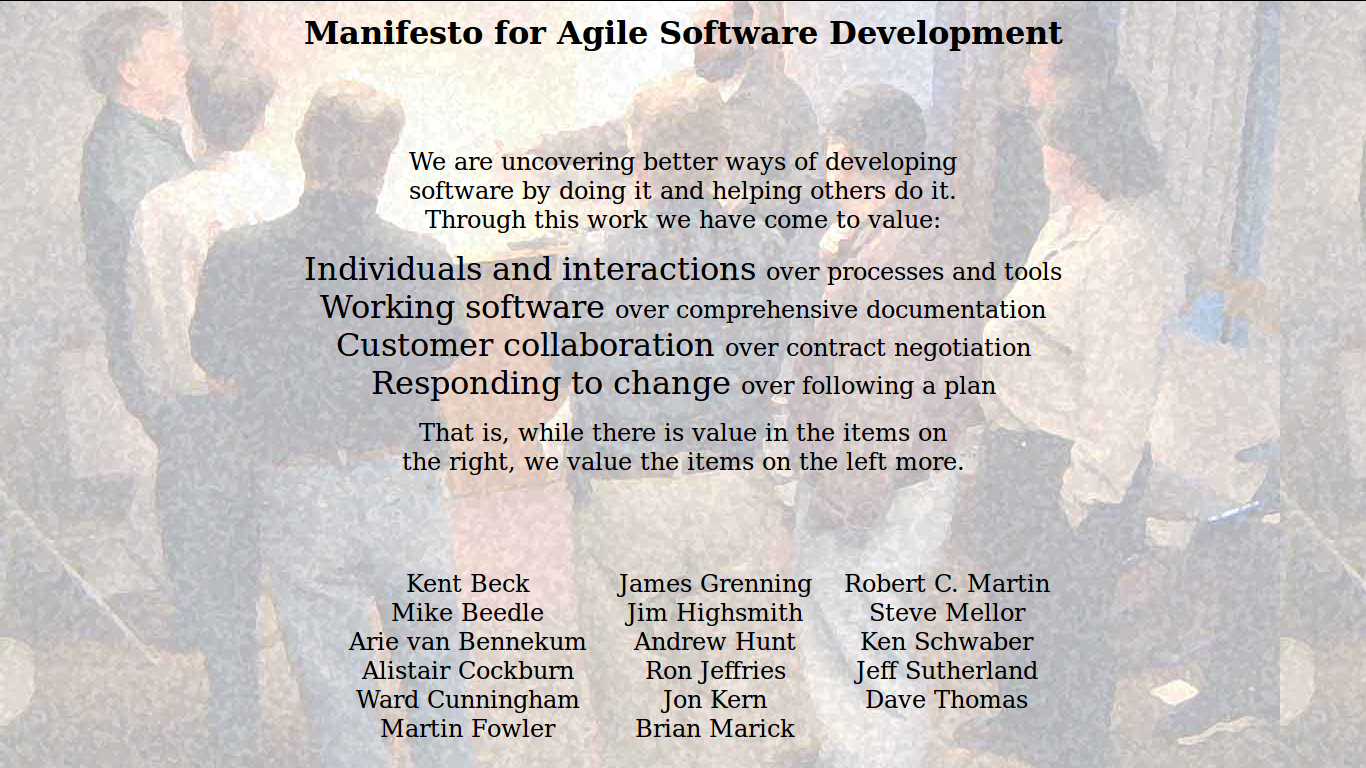 Manifesto for Agile Software Development
We are uncovering better ways of developing
software by doing it and helping others do it.
Through this work we have come to value:
Individuals and interactions over processes and tools
Working software over comprehensive documentation
Customer collaboration over contract negotiation
Responding to change over following a plan
That is, while there is value in the items on
the right, we value the items on the left more.
Kent Beck
Mike Beedle
Arie van Bennekum
Alistair Cockburn
Ward Cunningham
Martin Fowler
James Grenning
Jim Highsmith
Andrew Hunt
Ron Jeffries
Jon Kern
Brian Marick
Robert C. Martin
Steve Mellor
Ken Schwaber
Jeff Sutherland
Dave Thomas